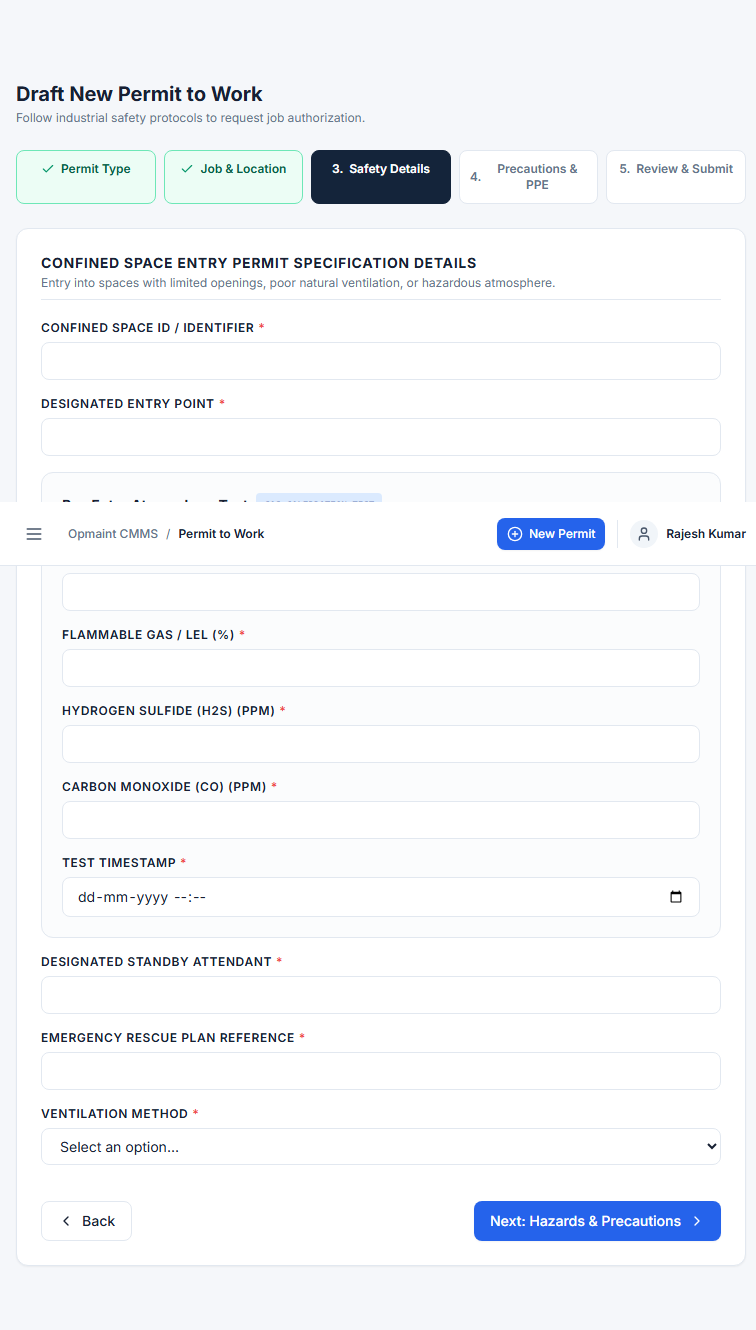 Draft New Permit to Work
Follow industrial safety protocols to request job authorization.
Permit Type
Job & Location
3. Safety Details
4. Precautions &
PPE
5. Review & Submit
CONFINED SPACE ENTRY PERMIT SPECIFICATION DETAILS
Entry into spaces with limited openings, poor natural ventilation, or hazardous atmosphere.
CONFINED SPACE ID / IDENTIFIER *
DESIGNATED ENTRY POINT *
Opmaint CMMS / Permit to Work
New Permit
Rajesh Kumar
FLAMMABLE GAS / LEL (%) *
HYDROGEN SULFIDE (H2S) (PPM) *
CARBON MONOXIDE (CO) (PPM) *
TEST TIMESTAMP *
dd-mm-yyyy --:--
DESIGNATED STANDBY ATTENDANT *
EMERGENCY RESCUE PLAN REFERENCE *
VENTILATION METHOD *
Select an option...
Back
Next: Hazards & Precautions